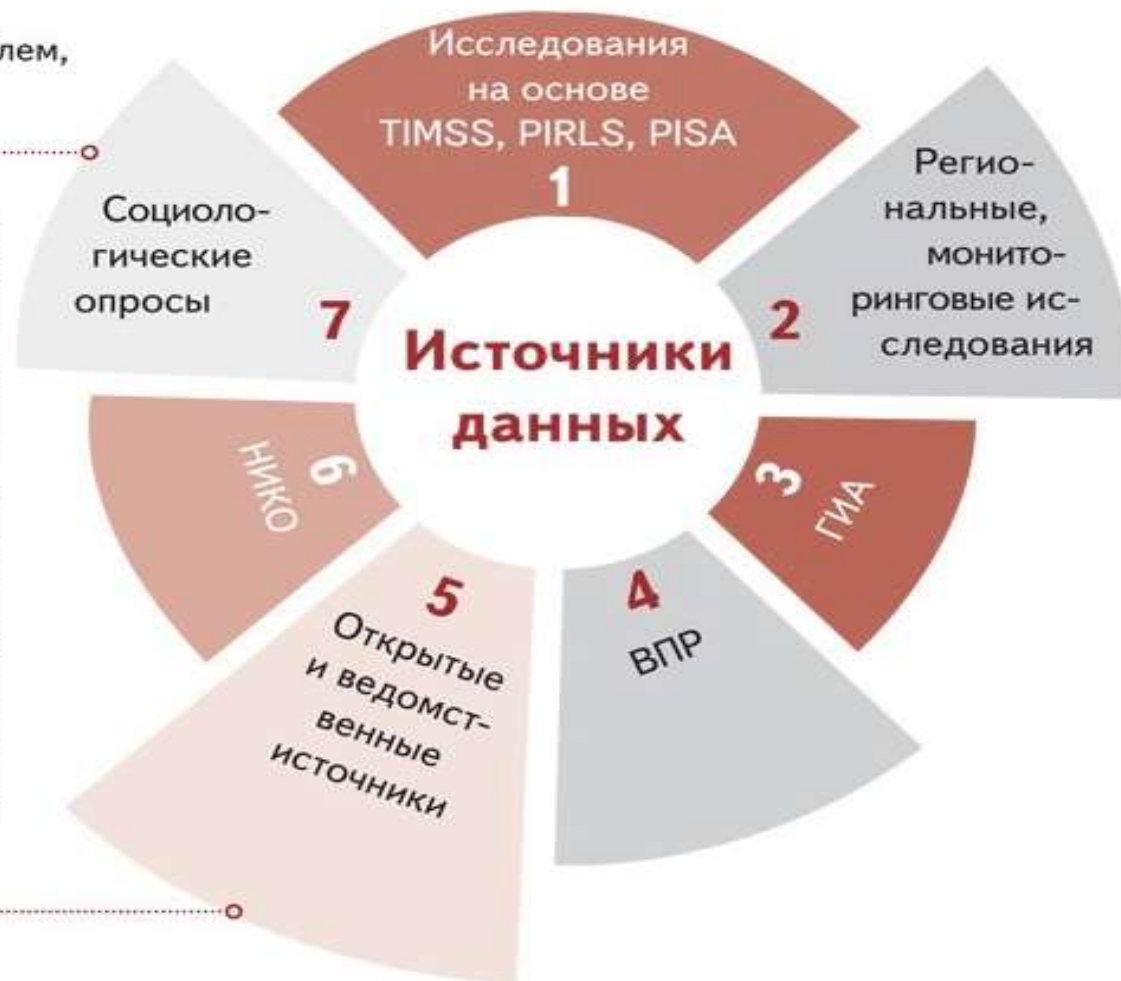 лем,
Исследования
на основе
TIMSS, PIRLS, PISA
1
Регио-
нальные,
монито-
ринговые ис-
следования
2
3
ГИА
4
ВПР
5
Открытые
и ведомст-
венные
источники
6
НИКО
Социоло-
гические
опросы
7
Источники
данных